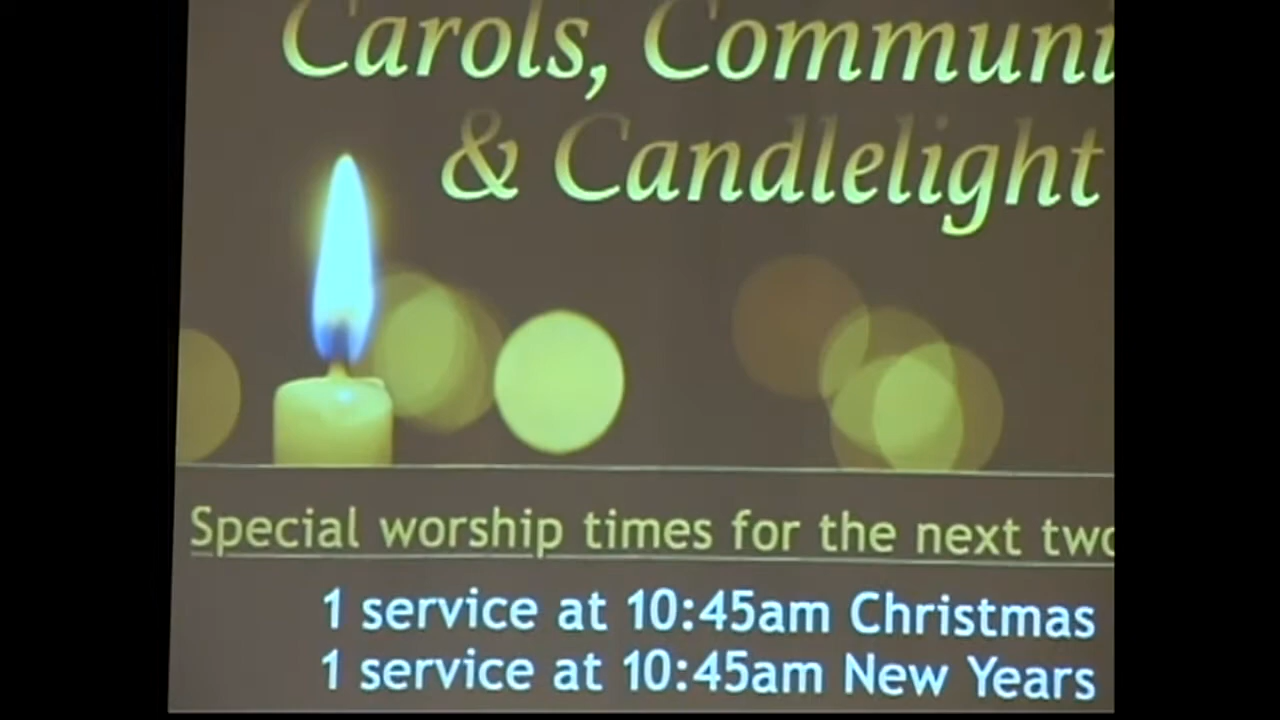 Carols, Communi
& Candlelight
Special worship times for the next two
1 service at 10:45am Christmas
1 service at 10:45am New Years